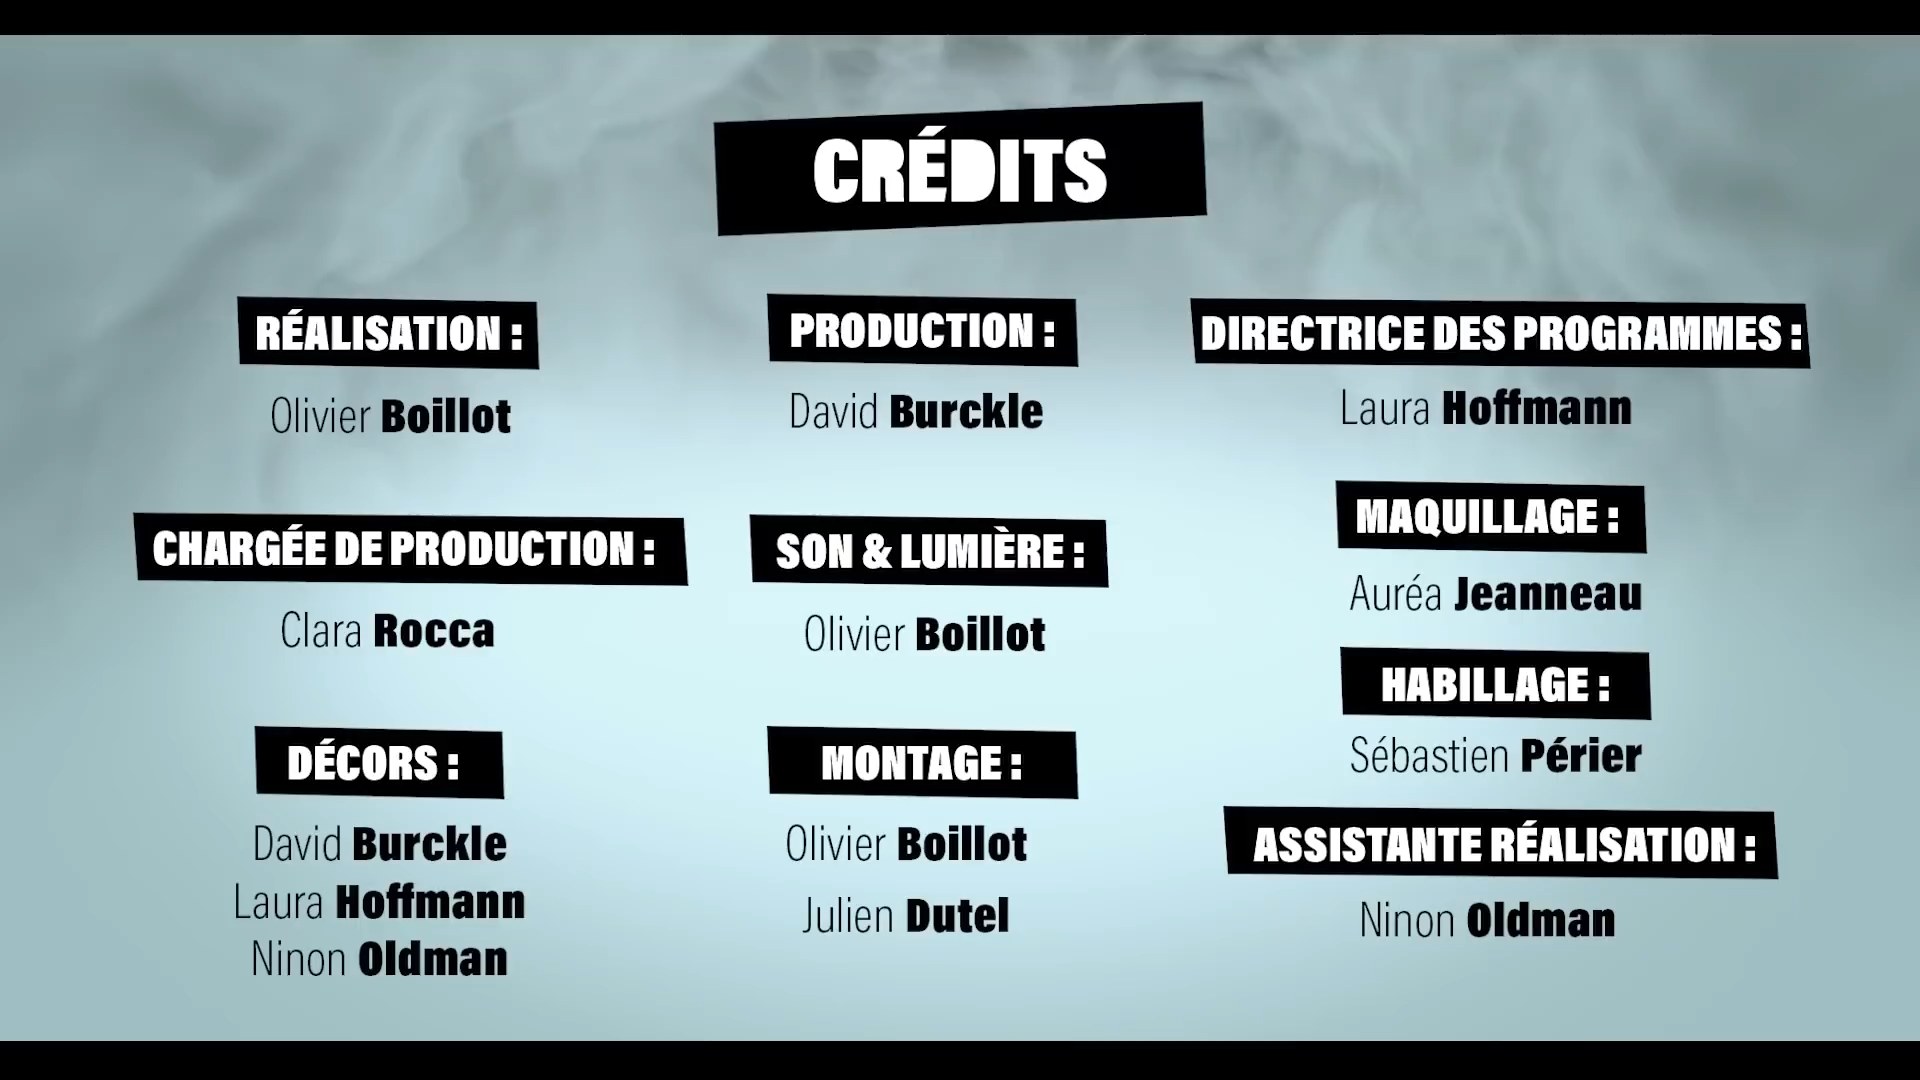 CRÉDITS
RÉALISATION :
Olivier Boillot
PRODUCTION :
David Burckle
DIRECTRICE DES PROGRAMMES :
Laura Hoffmann
CHARGÉE DE PRODUCTION :
Clara Rocca
SON & LUMIÈRE :
Olivier Boillot
MAQUILLAGE :
Auréa Jeanneau
HABILLAGE :
Sébastien Périer
DÉCORS :
David Burckle
Laura Hoffmann
Ninon Oldman
MONTAGE :
Olivier Boillot
Julien Dutel
ASSISTANTE RÉALISATION :
Ninon Oldman